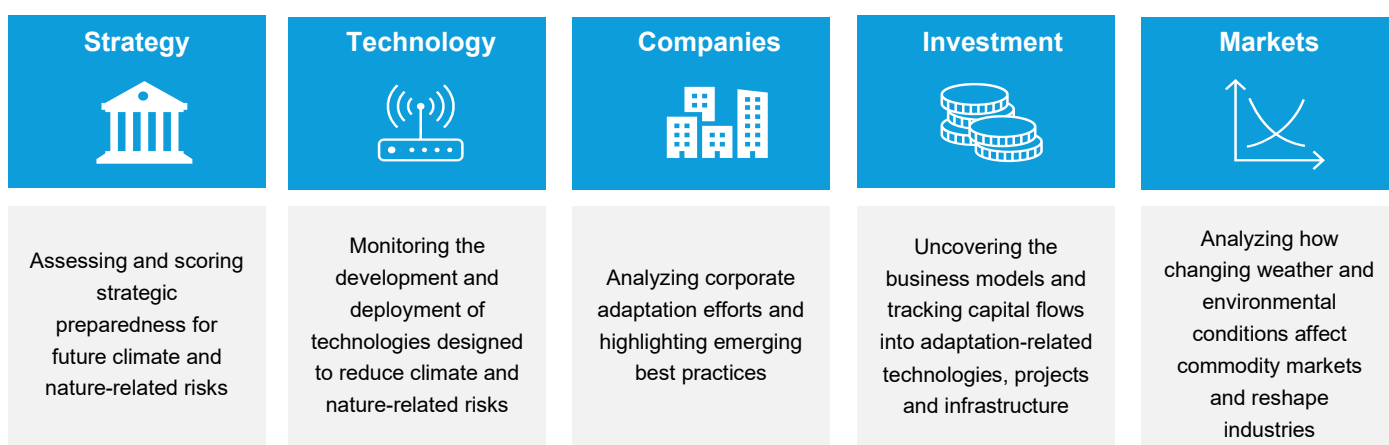 Strategy
Assessing and scoring
strategic
preparedness for
future climate and
nature-related risks
Technology
Monitoring the
development and
deployment of
technologies designed
to reduce climate and
nature-related risks
Companies
Analyzing corporate
adaptation efforts and
highlighting emerging
best practices
Investment
Uncovering the
business models and
tracking capital flows
into adaptation-related
technologies, projects
and infrastructure
Markets
Analyzing how
changing weather and
environmental
conditions affect
commodity markets
and reshape
industries